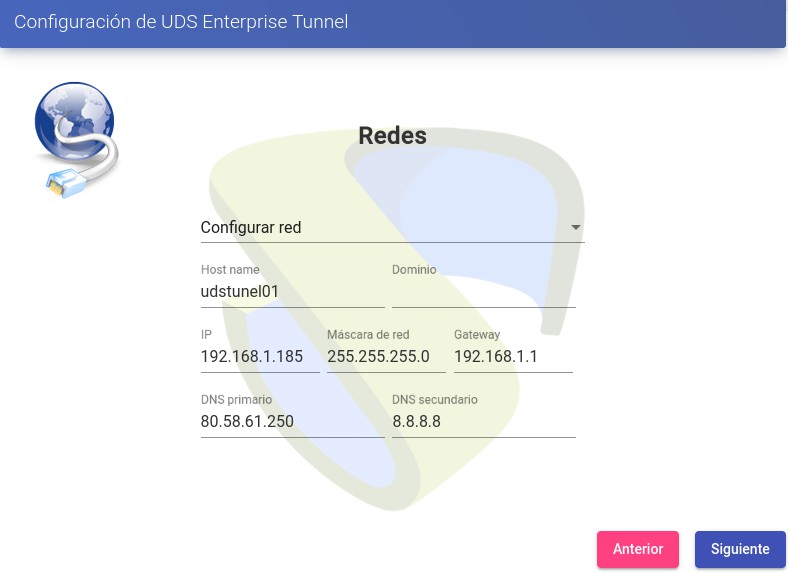 Configuración de UDS Enterprise Tunnel
Redes
Configurar red
Host name Dominio
udstunel01
IP Máscara de red Gateway
192.168.1.185 255.255.255.0 192.168.1.1
DNS primario DNS secundario
80.58.61.250 8.8.8.8
Anterior Siguiente